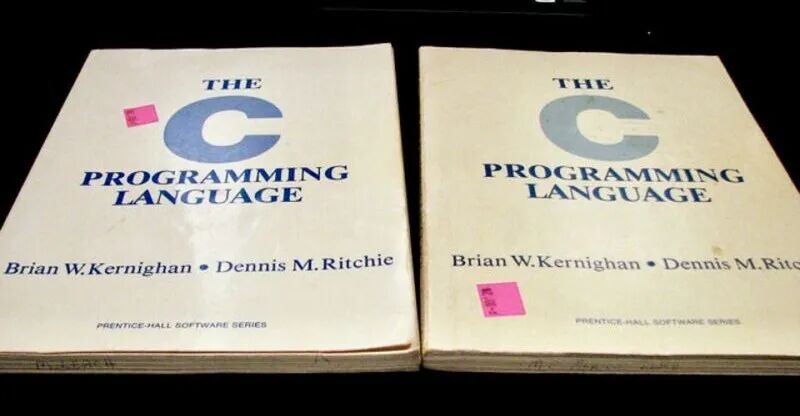 THE
C
PROGRAMMING
LANGUAGE
Brian W. Kernighan • Dennis M. Ritchie
PRENTICE-HALL SOFTWARE SERIES
THE
C
PROGRAMMING
LANGUAGE
Brian W. Kernighan • Dennis M. Ritc
PRENTICE-HALL SOFTWARE SERIES